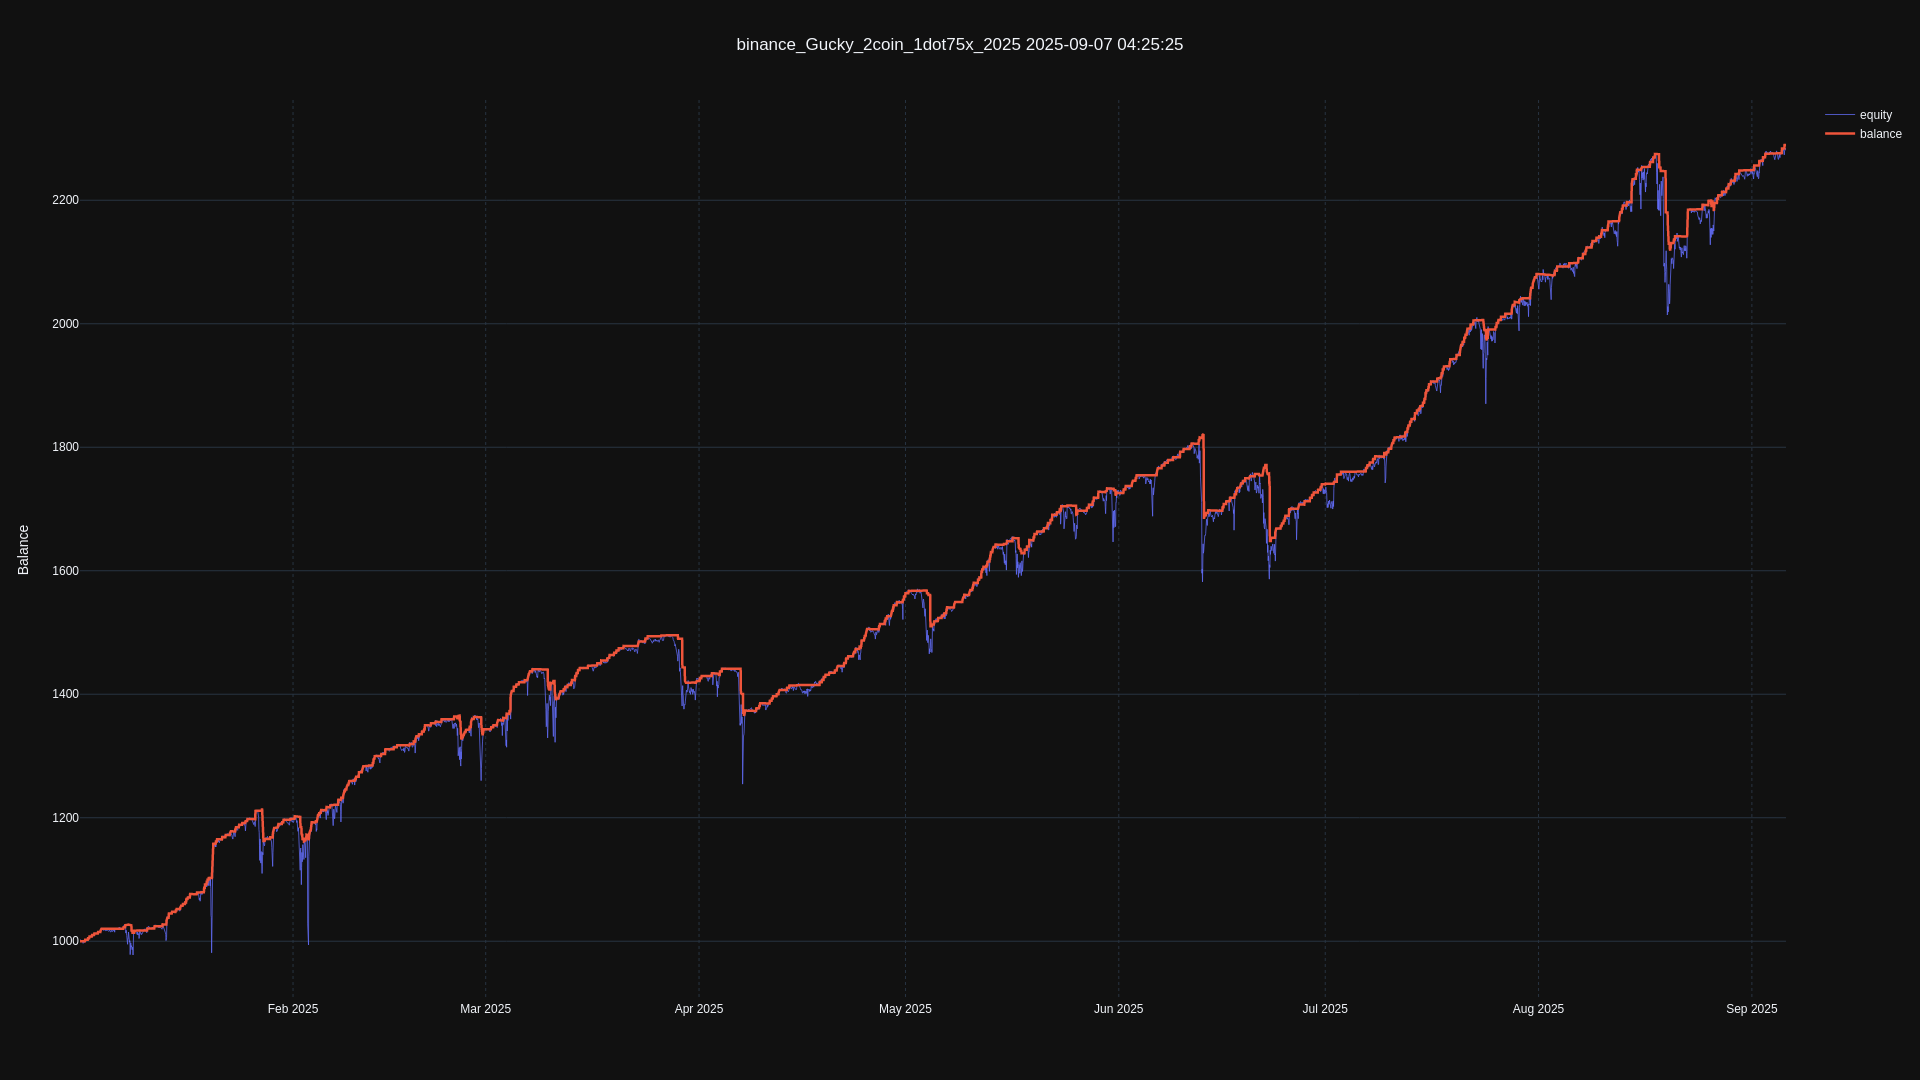 binance_Gucky_2coin_1dot75x_2025 2025-09-07 04:25:25
equity
balance
Balance
2200
2000
1800
1600
1400
1200
1000
Feb 2025
Mar 2025
Apr 2025
May 2025
Jun 2025
Jul 2025
Aug 2025
Sep 2025